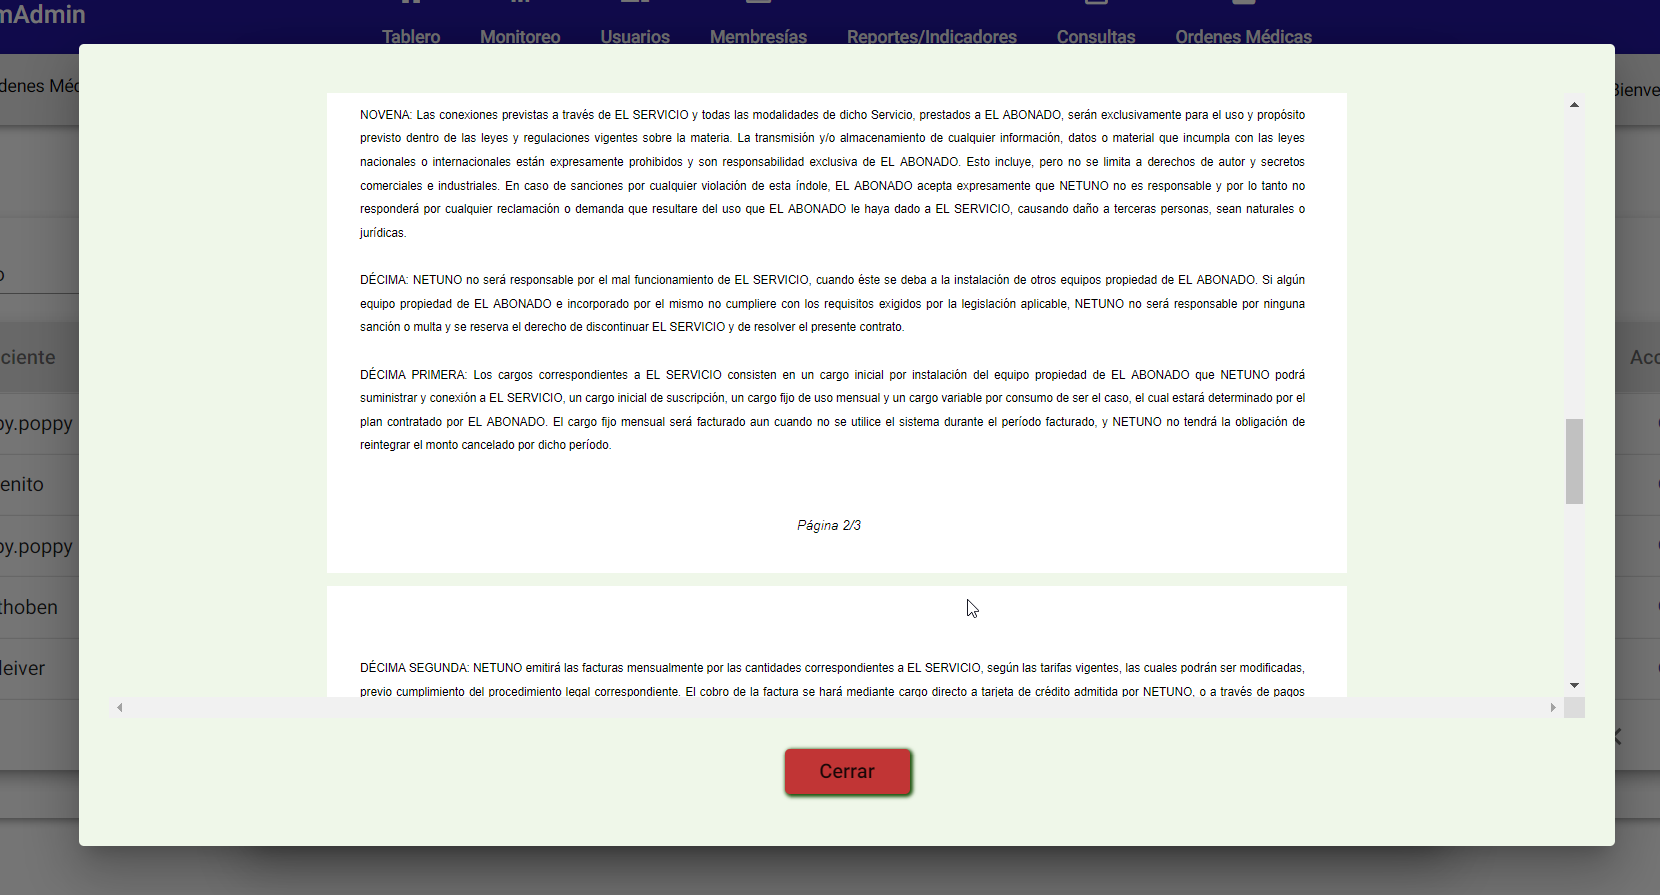 mAdmin
Tablero Monitoreo Usuarios Membresías Reportes/Indicadores Consultas Ordenes Médicas
NOVENA: Las conexiones previstas a través de EL SERVICIO y todas las modalidades de dicho Servicio, prestados a EL ABONADO, serán exclusivamente para el uso y propósito
previsto dentro de las leyes y regulaciones vigentes sobre la materia. La transmisión y/o almacenamiento de cualquier información, datos o material que incumpla con las leyes
nacionales o internacionales están expresamente prohibidos y son responsabilidad exclusiva de EL ABONADO. Esto incluye, pero no se limita a derechos de autor y secretos
comerciales e industriales. En caso de sanciones por cualquier violación de esta índole, EL ABONADO acepta expresamente que NETUNO no es responsable y por lo tanto no
responderá por cualquier reclamación o demanda que resultare del uso que EL ABONADO le haya dado a EL SERVICIO, causando daño a terceras personas, sean naturales o
jurídicas.
DÉCIMA: NETUNO no será responsable por el mal funcionamiento de EL SERVICIO, cuando éste se deba a la instalación de otros equipos propiedad de EL ABONADO. Si algún
equipo propiedad de EL ABONADO e incorporado por el mismo no cumpliere con los requisitos exigidos por la legislación aplicable, NETUNO no será responsable por ninguna
sanción o multa y se reserva el derecho de discontinuar EL SERVICIO y de resolver el presente contrato.
DÉCIMA PRIMERA: Los cargos correspondientes a EL SERVICIO consisten en un cargo inicial por instalación del equipo propiedad de EL ABONADO que NETUNO podrá
suministrar y conexión a EL SERVICIO, un cargo inicial de suscripción, un cargo fijo de uso mensual y un cargo variable por consumo de ser el caso, el cual estará determinado por el
plan contratado por EL ABONADO. El cargo fijo mensual será facturado aun cuando no se utilice el sistema durante el período facturado, y NETUNO no tendrá la obligación de
reintegrar el monto cancelado por dicho período.
Página 2/3
DÉCIMA SEGUNDA: NETUNO emitirá las facturas mensualmente por las cantidades correspondientes a EL SERVICIO, según las tarifas vigentes, las cuales podrán ser modificadas,
previo cumplimiento del procedimiento legal correspondiente. El cobro de la factura se hará mediante cargo directo a tarjeta de crédito admitida por NETUNO, o a través de pagos
Cerrar
denes Méd
Bienve
o
ciente
Acc
y.poppy
enito
y.poppy
thoben
leiver